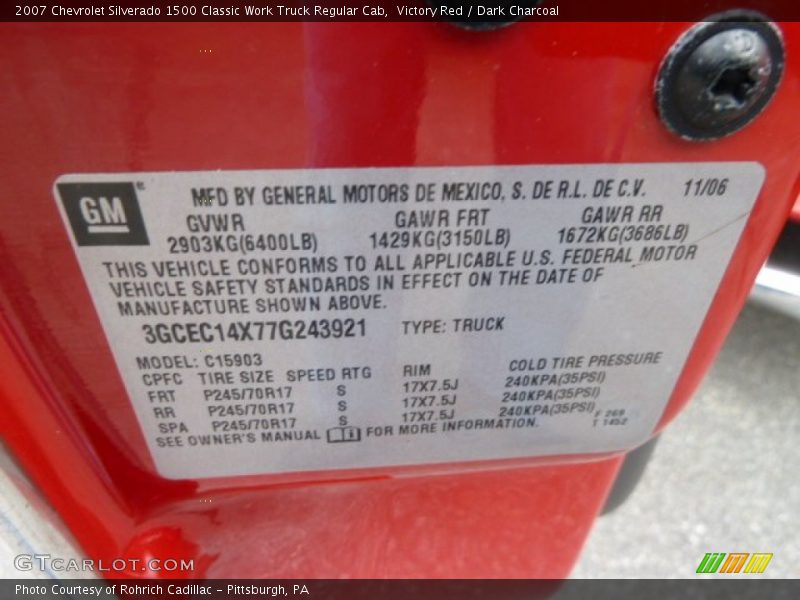 2007 Chevrolet Silverado 1500 Classic Work Truck Regular Cab, Victory Red / Dark Charcoal
GM
MFD BY GENERAL MOTORS DE MEXICO, S. DE R.L. DE C.V. 11/06
GVWR GAWR FRT GAWR RR
2903KG(6400LB) 1429KG(3150LB) 1672KG(3686LB)
THIS VEHICLE CONFORMS TO ALL APPLICABLE U.S. FEDERAL MOTOR
VEHICLE SAFETY STANDARDS IN EFFECT ON THE DATE OF
MANUFACTURE SHOWN ABOVE.
3GCEC14X77G243921 TYPE: TRUCK
MODEL: C15903
CPFC TIRE SIZE SPEED RTG RIM COLD TIRE PRESSURE
FRT P245/70R17 S 17X7.5J 240KPA(35PSI)
RR P245/70R17 S 17X7.5J 240KPA(35PSI)
SPA P245/70R17 S 17X7.5J 240KPA(35PSI)
SEE OWNER'S MANUAL FOR MORE INFORMATION.
F 269
T 1452
GTCARLOT.COM
Photo Courtesy of Rohrich Cadillac - Pittsburgh, PA